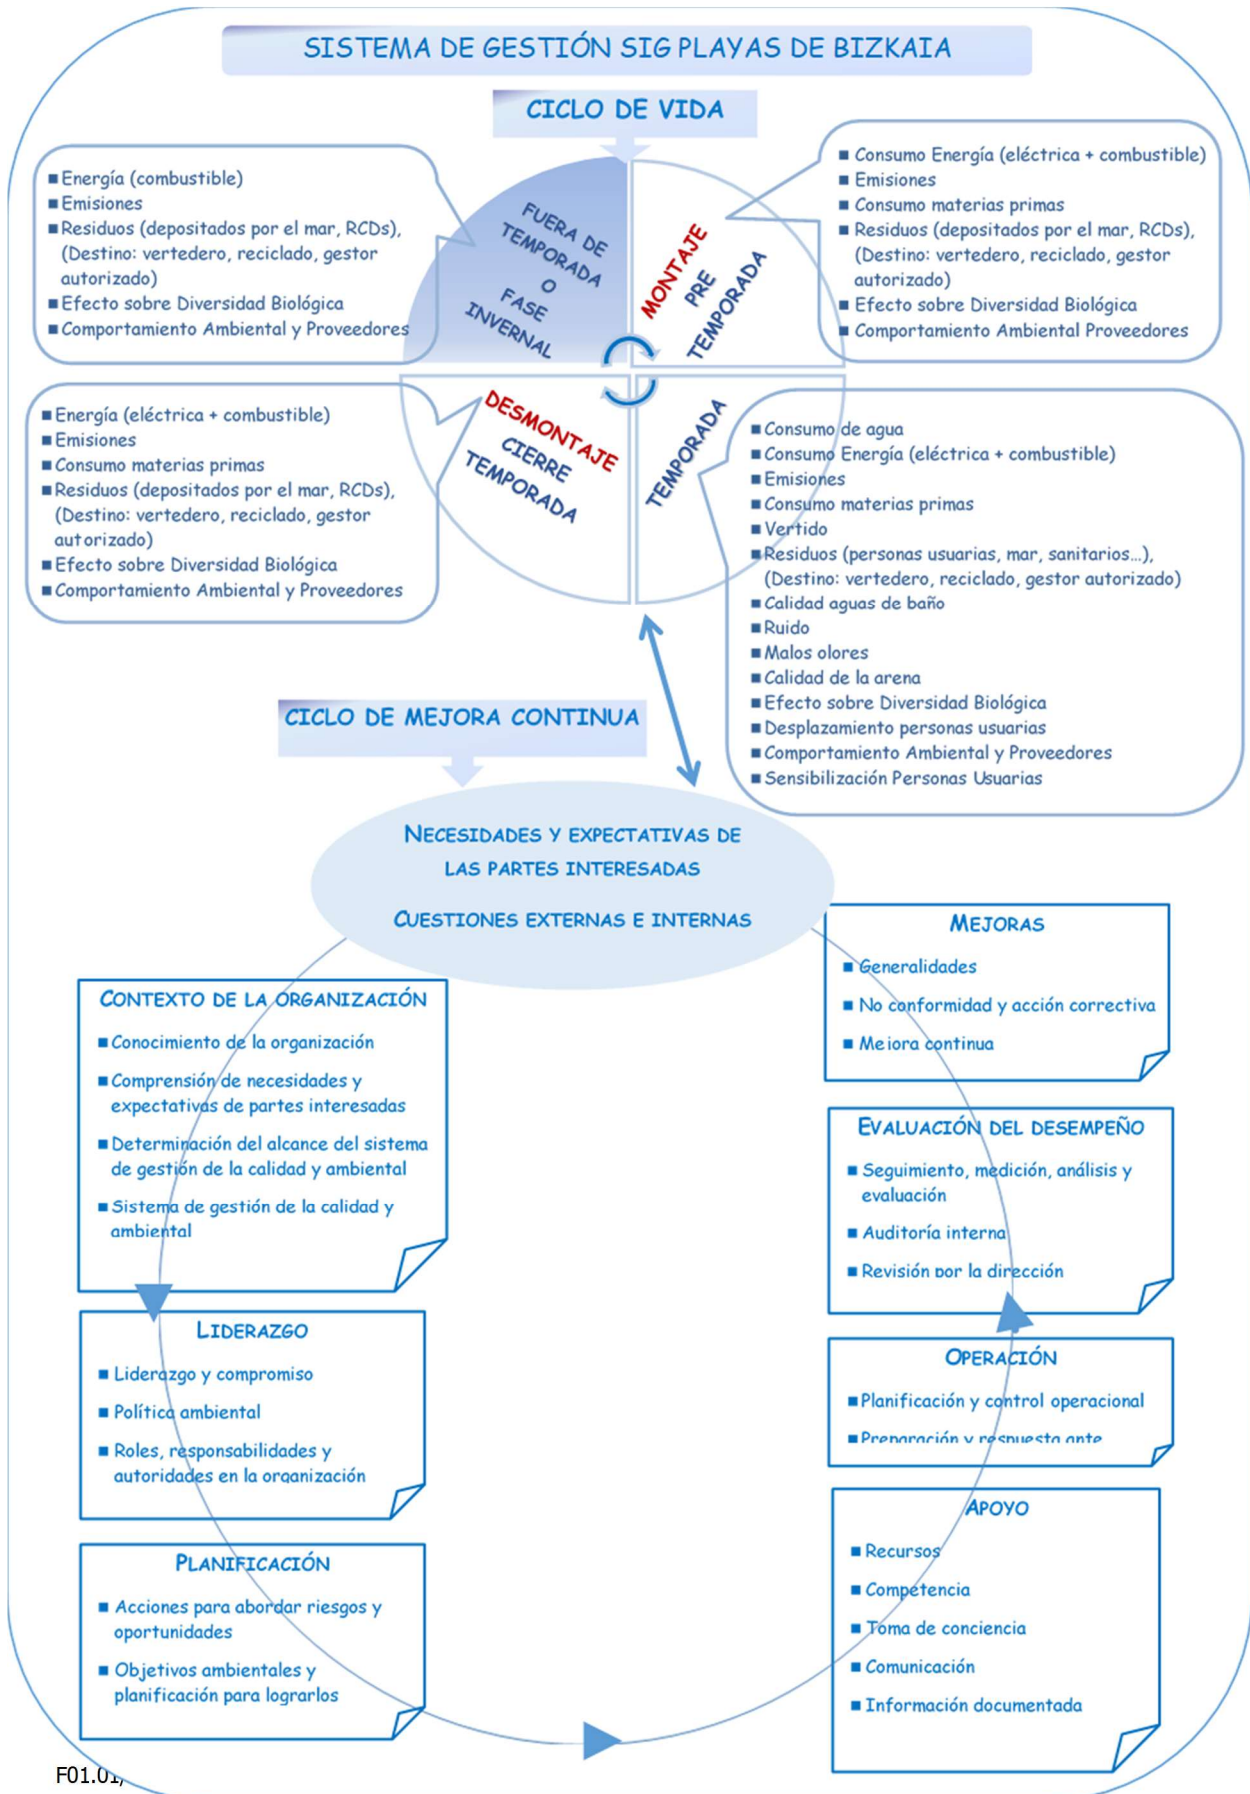 SISTEMA DE GESTIÓN SIG PLAYAS DE BIZKAIA
CICLO DE VIDA
■ Energía (combustible)
■ Emisiones
■ Residuos (depositados por el mar, RCDs),
(Destino: vertedero, reciclado, gestor
autorizado)
■ Efecto sobre Diversidad Biológica
■ Comportamiento Ambiental y Proveedores
FUERA DE
TEMPORADA
O
FASE
INVERNAL
MONTAJE
PRE
TEMPORADA
■ Consumo Energía (eléctrica + combustible)
■ Emisiones
■ Consumo materias primas
■ Residuos (depositados por el mar, RCDs),
(Destino: vertedero, reciclado, gestor
autorizado)
■ Efecto sobre Diversidad Biológica
■ Comportamiento Ambiental Proveedores
■ Energía (eléctrica + combustible)
■ Emisiones
■ Consumo materias primas
■ Residuos (depositados por el mar, RCDs),
(Destino: vertedero, reciclado, gestor
autorizado)
■ Efecto sobre Diversidad Biológica
■ Comportamiento Ambiental y Proveedores
DESMONTAJE
CIERRE
TEMPORADA
TEMPORADA
■ Consumo de agua
■ Consumo Energía (eléctrica + combustible)
■ Emisiones
■ Consumo materias primas
■ Vertido
■ Residuos (personas usuarias, mar, sanitarios...),
(Destino: vertedero, reciclado, gestor autorizado)
■ Calidad aguas de baño
■ Ruido
■ Malos olores
■ Calidad de la arena
■ Efecto sobre Diversidad Biológica
■ Desplazamiento personas usuarias
■ Comportamiento Ambiental y Proveedores
■ Sensibilización Personas Usuarias
CICLO DE MEJORA CONTINUA
NECESIDADES Y EXPECTATIVAS DE
LAS PARTES INTERESADAS
CUESTIONES EXTERNAS E INTERNAS
CONTEXTO DE LA ORGANIZACIÓN
■ Conocimiento de la organización
■ Comprensión de necesidades y
expectativas de partes interesadas
■ Determinación del alcance del sistema
de gestión de la calidad y ambiental
■ Sistema de gestión de la calidad y
ambiental
LIDERAZGO
■ Liderazgo y compromiso
■ Política ambiental
■ Roles, responsabilidades y
autoridades en la organización
PLANIFICACIÓN
■ Acciones para abordar riesgos y
oportunidades
■ Objetivos ambientales y
planificación para lograrlos
MEJORAS
■ Generalidades
■ No conformidad y acción correctiva
■ Mejora continua
EVALUACIÓN DEL DESEMPEÑO
■ Seguimiento, medición, análisis y
evaluación
■ Auditoría interna
■ Revisión por la dirección
OPERACIÓN
■ Planificación y control operacional
■ Preparación y respuesta ante
APOYO
■ Recursos
■ Competencia
■ Toma de conciencia
■ Comunicación
■ Información documentada
F01.01/